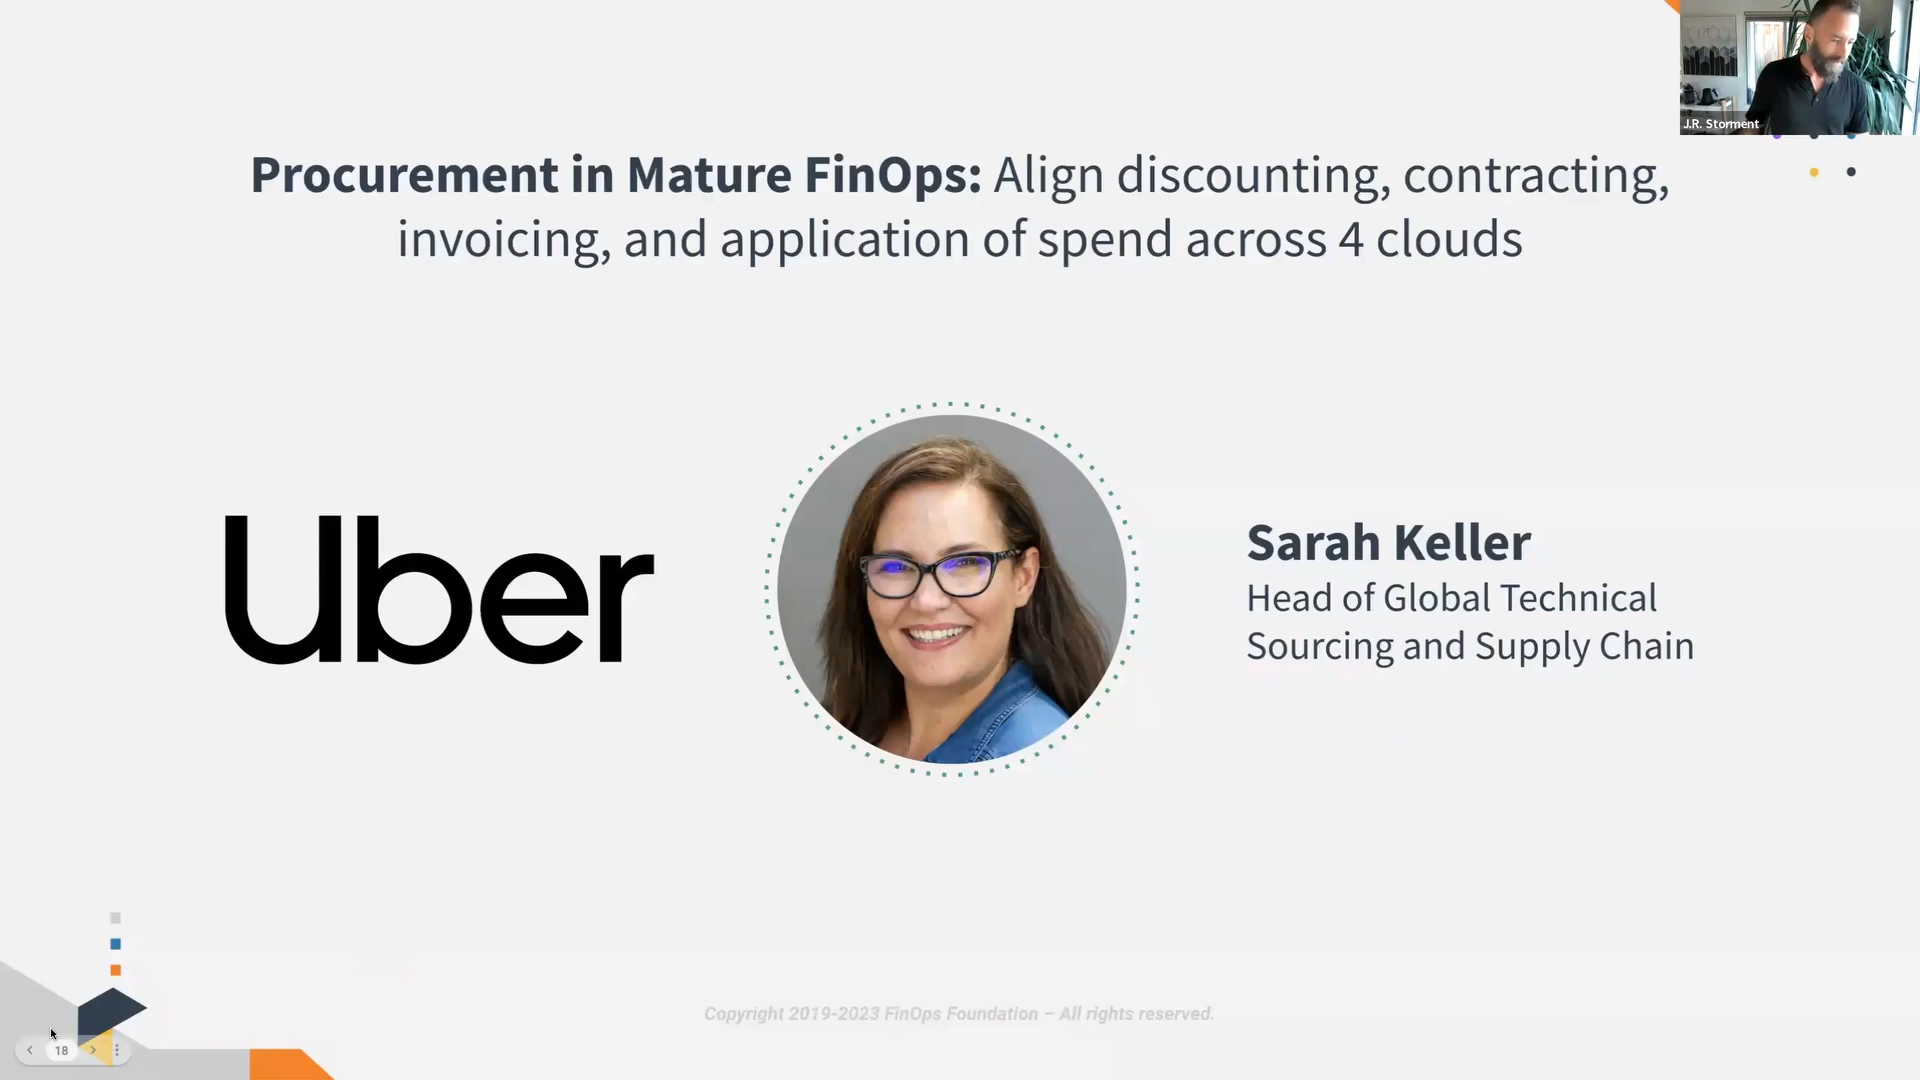 J.R. Storment
Procurement in Mature FinOps: Align discounting, contracting,
invoicing, and application of spend across 4 clouds
Uber
Sarah Keller
Head of Global Technical
Sourcing and Supply Chain
Copyright 2019-2023 FinOps Foundation – All rights reserved.
18